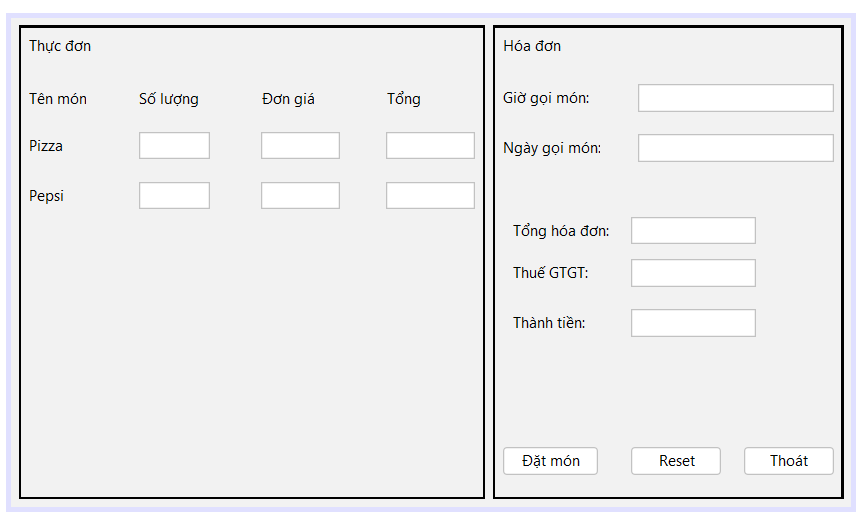 Thực đơn
Tên món Số lượng Đơn giá Tổng
Pizza
Pepsi
Hóa đơn
Giờ gọi món:
Ngày gọi món:
Tổng hóa đơn:
Thuế GTGT:
Thành tiền:
Đặt món Reset Thoát